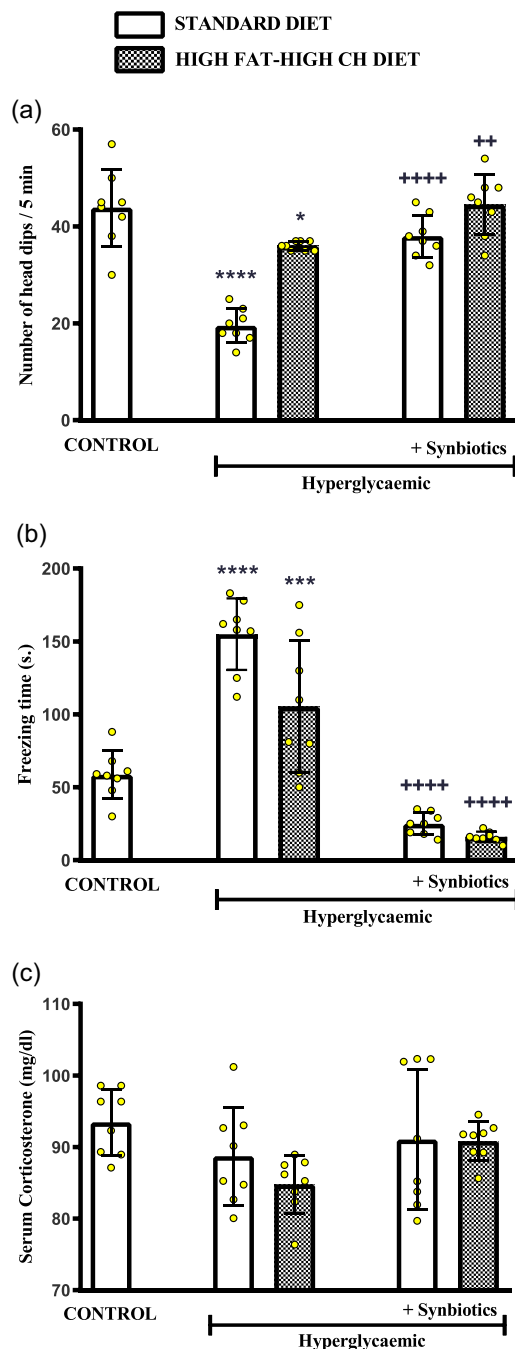 STANDARD DIET
HIGH FAT-HIGH CH DIET
(a)
Number of head dips / 5 min
60
40
20
0
****
*
++++
++
CONTROL
+ Synbiotics
Hyperglycaemic
(b)
Freezing time (s.)
200
150
100
50
0
****
***
++++
++++
CONTROL
+ Synbiotics
Hyperglycaemic
(c)
Serum Corticosterone (mg/dl)
110
100
90
80
70
CONTROL
+ Synbiotics
Hyperglycaemic